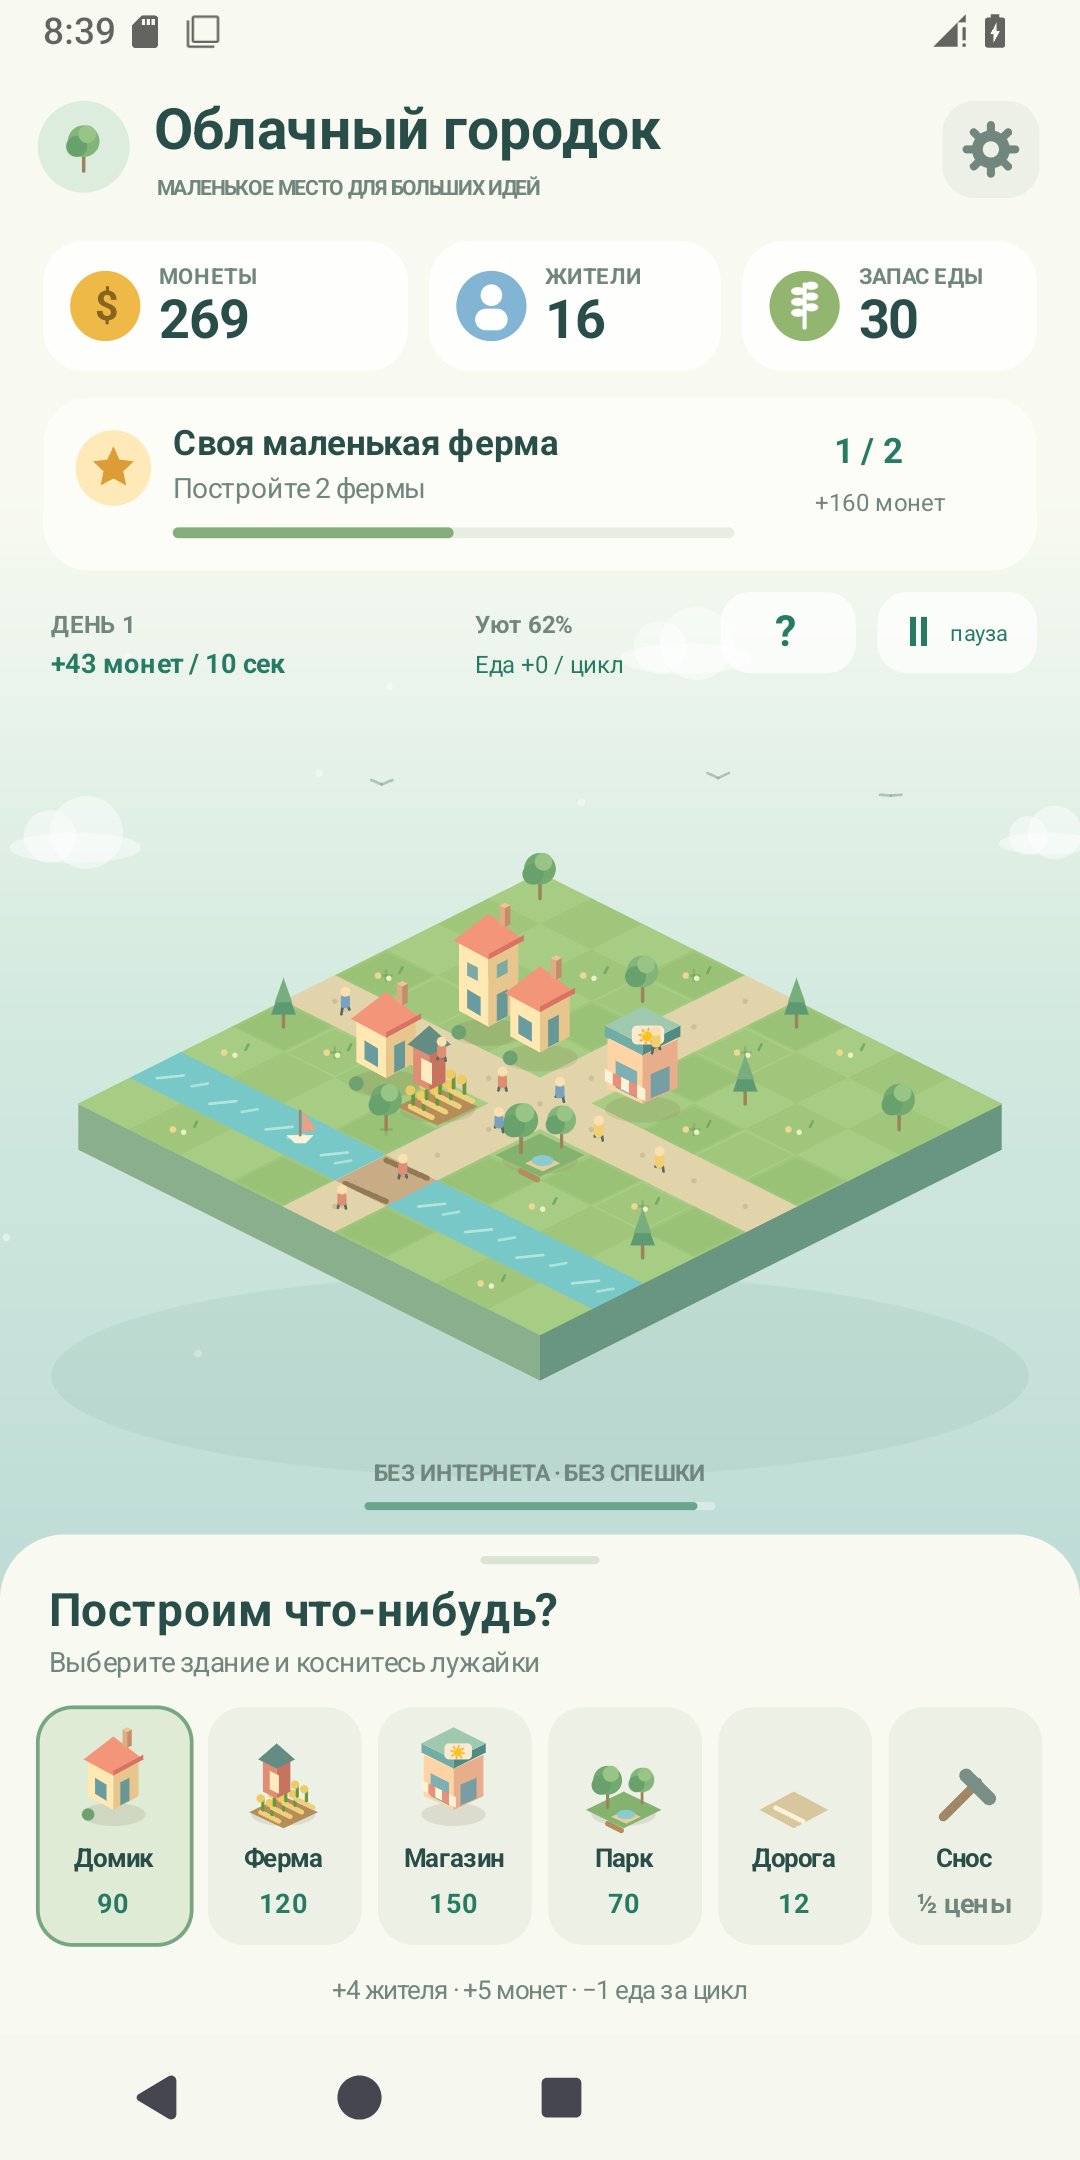 8:39
Облачный городок
МАЛЕНЬКОЕ МЕСТО ДЛЯ БОЛЬШИХ ИДЕЙ
МОНЕТЫ
269
ЖИТЕЛИ
16
ЗАПАС ЕДЫ
30
Своя маленькая ферма
Постройте 2 фермы
1 / 2
+160 монет
ДЕНЬ 1
+43 монет / 10 сек
Уют 62%
Еда +0 / цикл
?
пауза
БЕЗ ИНТЕРНЕТА · БЕЗ СПЕШКИ
Построим что-нибудь?
Выберите здание и коснитесь лужайки
Домик
90
Ферма
120
Магазин
150
Парк
70
Дорога
12
Снос
½ цены
+4 жителя · +5 монет · −1 еда за цикл